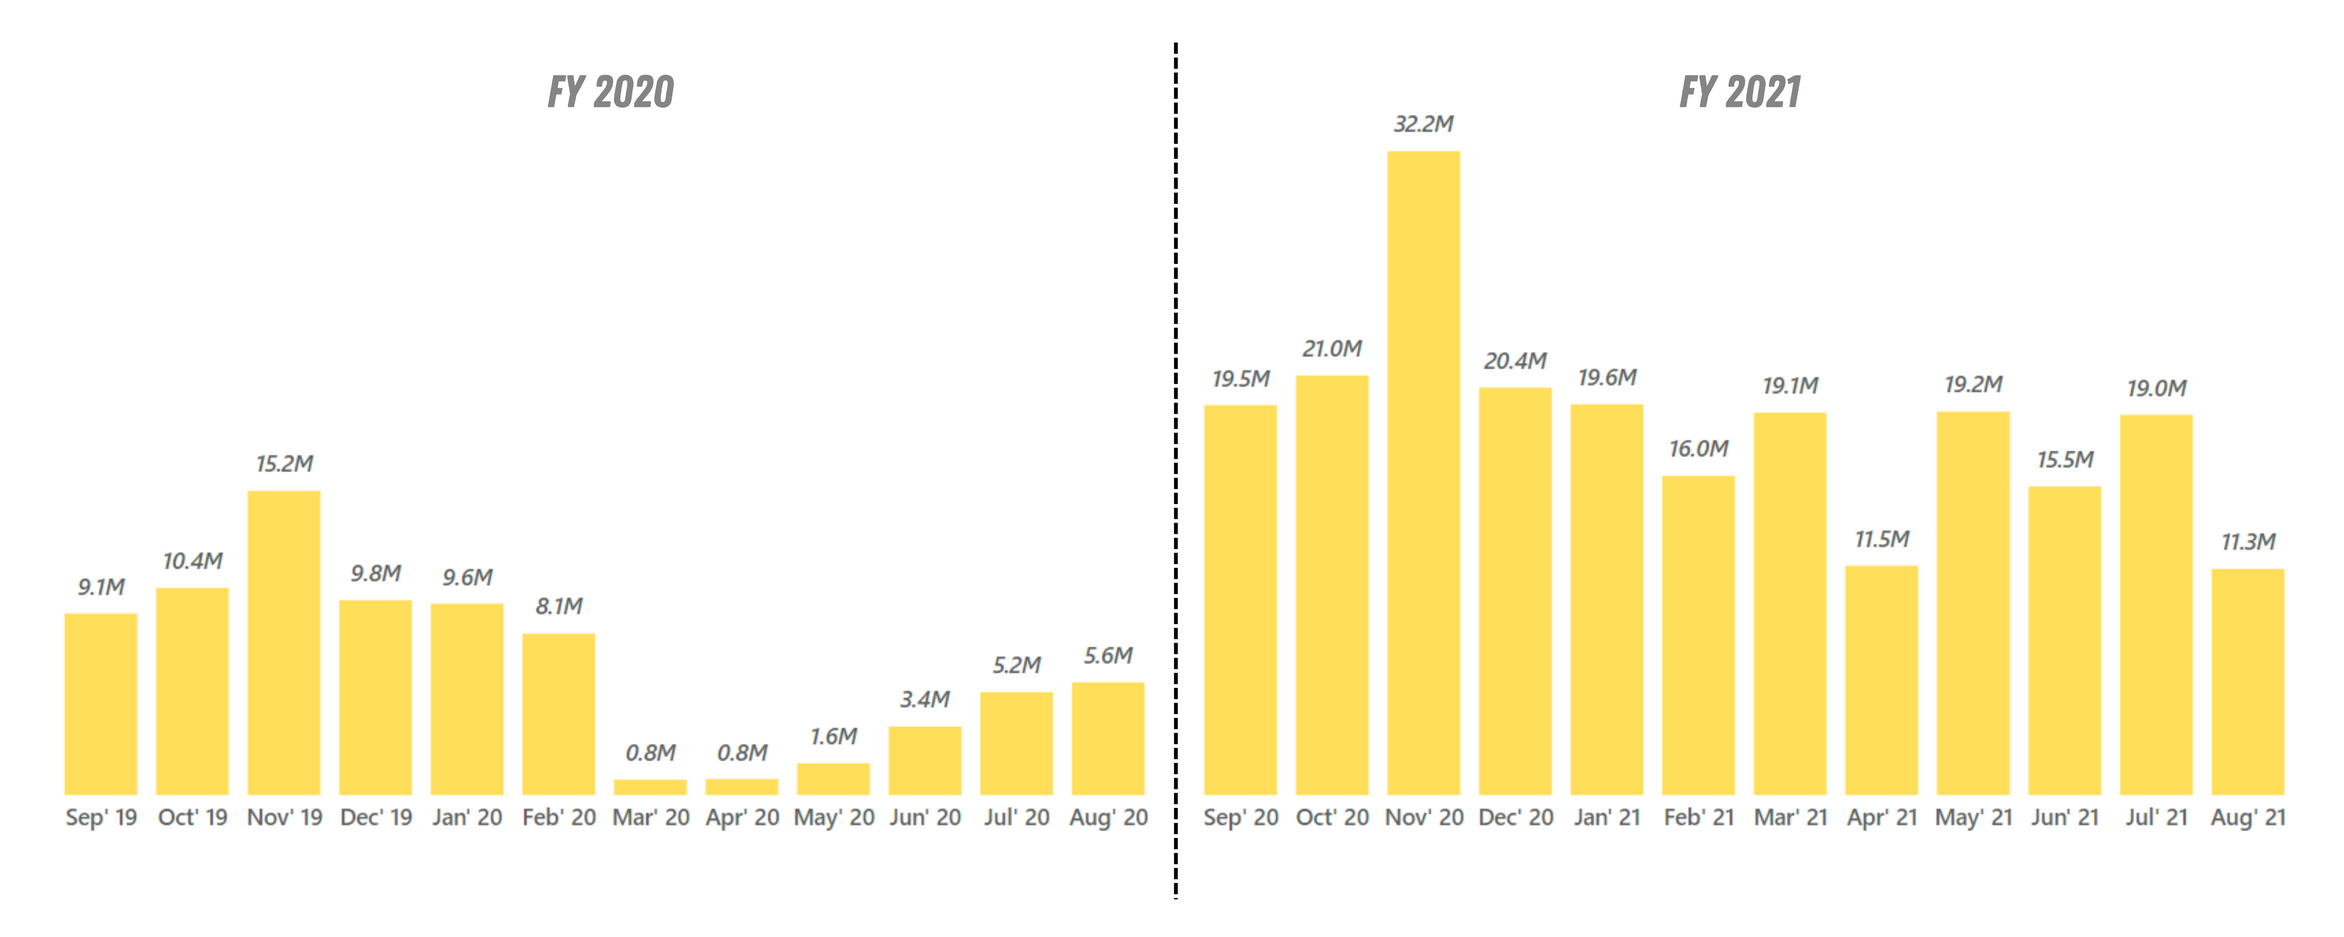 FY 2020
15.2M
10.4M
9.1M
9.8M
9.6M
8.1M
0.8M
0.8M
1.6M
3.4M
5.2M
5.6M
Sep' 19 Oct' 19 Nov' 19 Dec' 19 Jan' 20 Feb' 20 Mar' 20 Apr' 20 May' 20 Jun' 20 Jul' 20 Aug' 20
FY 2021
32.2M
19.5M
21.0M
20.4M
19.6M
16.0M
19.1M
11.5M
19.2M
15.5M
19.0M
11.3M
Sep' 20 Oct' 20 Nov' 20 Dec' 20 Jan' 21 Feb' 21 Mar' 21 Apr' 21 May' 21 Jun' 21 Jul' 21 Aug' 21